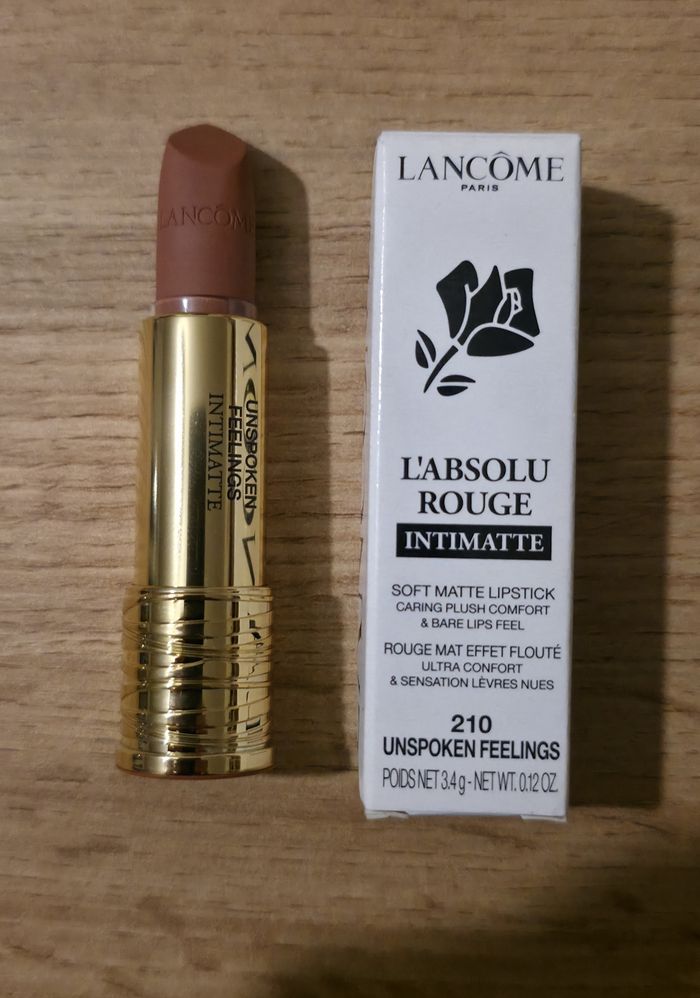 LANCÔME
UNSPOKEN
FEELINGS
INTIMATTE
LANCÔME
PARIS
L'ABSOLU
ROUGE
INTIMATTE
SOFT MATTE LIPSTICK
CARING PLUSH COMFORT
& BARE LIPS FEEL
ROUGE MAT EFFET FLOUTÉ
ULTRA CONFORT
& SENSATION LÈVRES NUES
210
UNSPOKEN FEELINGS
POIDS NET 3.4 g - NET WT. 0.12 OZ.